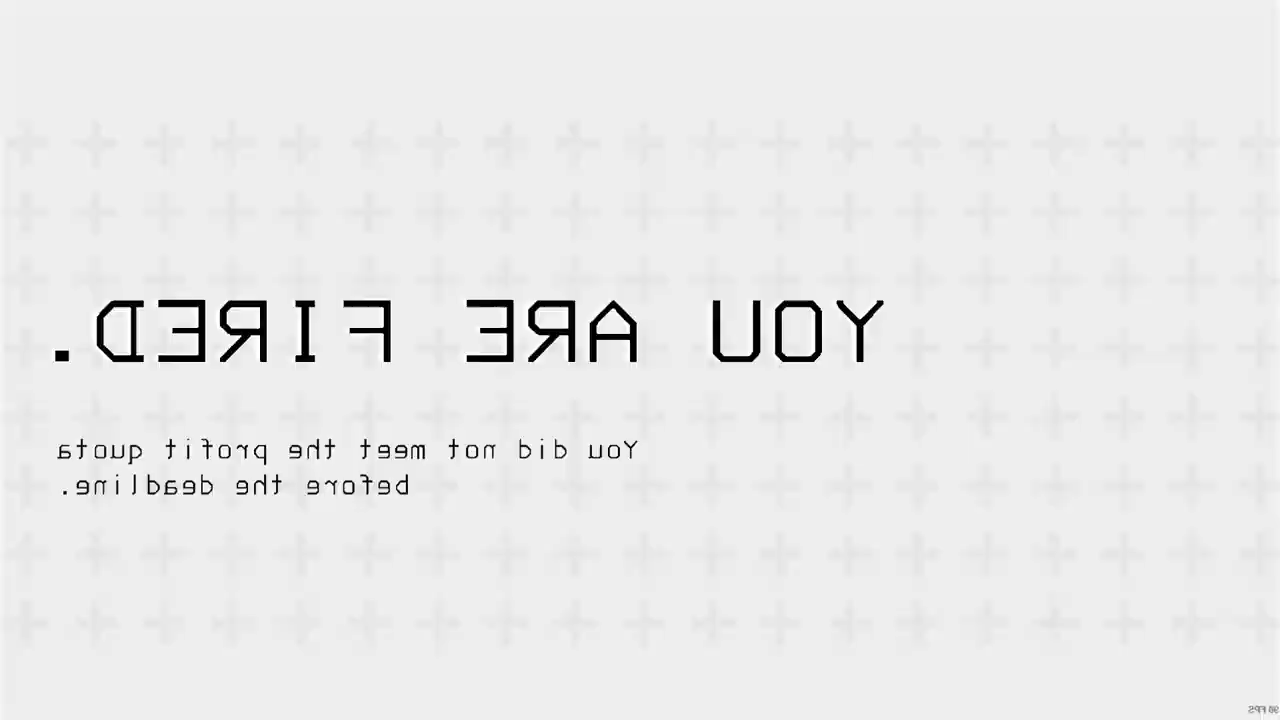 YOU ARE FIRED.
You did not meet the profit quota
before the deadline.